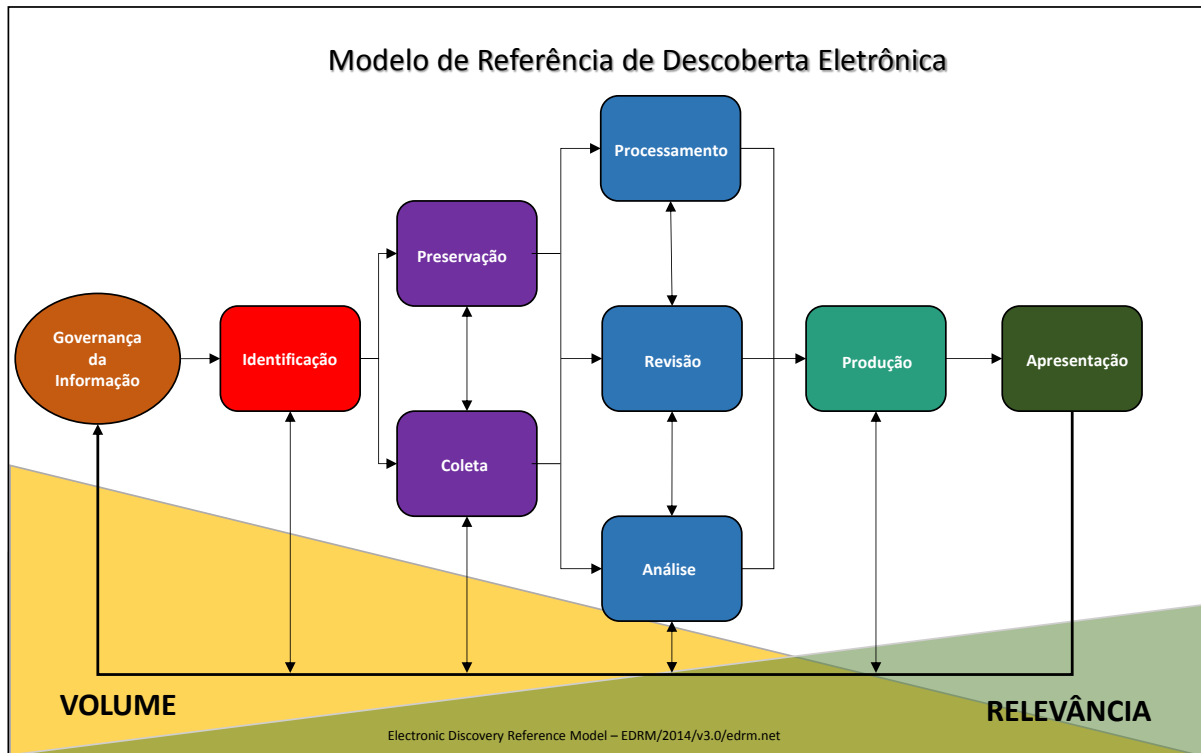 Modelo de Referência de Descoberta Eletrônica
Processamento
Preservação
Governança
da
Informação
Identificação
Revisão
Produção
Apresentação
Coleta
Análise
VOLUME
RELEVÂNCIA
Electronic Discovery Reference Model – EDRM/2014/v3.0/edrm.net